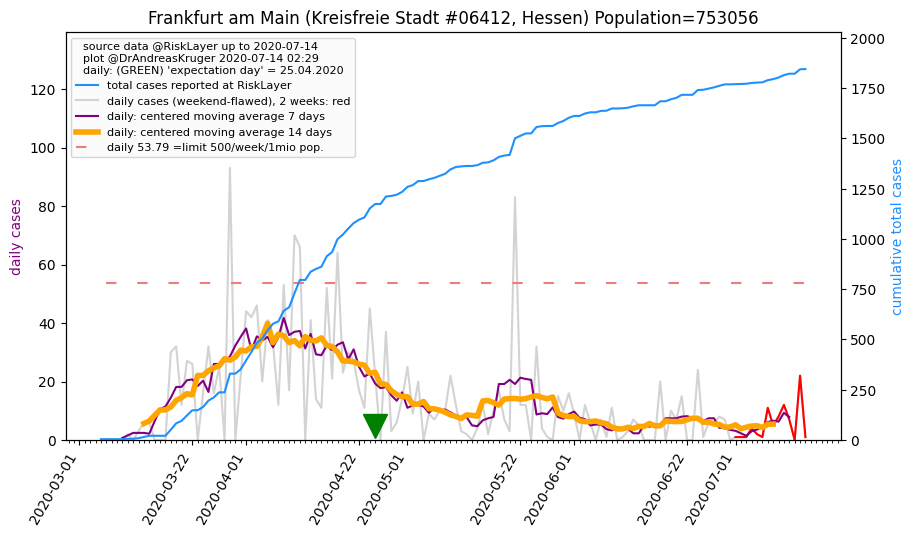 Frankfurt am Main (Kreisfreie Stadt #06412, Hessen) Population=753056
source data @RiskLayer up to 2020-07-14
plot @DrAndreasKruger 2020-07-14 02:29
daily: (GREEN) 'expectation day' = 25.04.2020
total cases reported at RiskLayer
daily cases (weekend-flawed), 2 weeks: red
daily: centered moving average 7 days
daily: centered moving average 14 days
daily 53.79 =limit 500/week/1mio pop.
daily cases
120
100
80
60
40
20
0
cumulative total cases
2000
1750
1500
1250
1000
750
500
250
0
2020-03-01
2020-03-22
2020-04-01
2020-04-22
2020-05-01
2020-05-22
2020-06-01
2020-06-22
2020-07-01